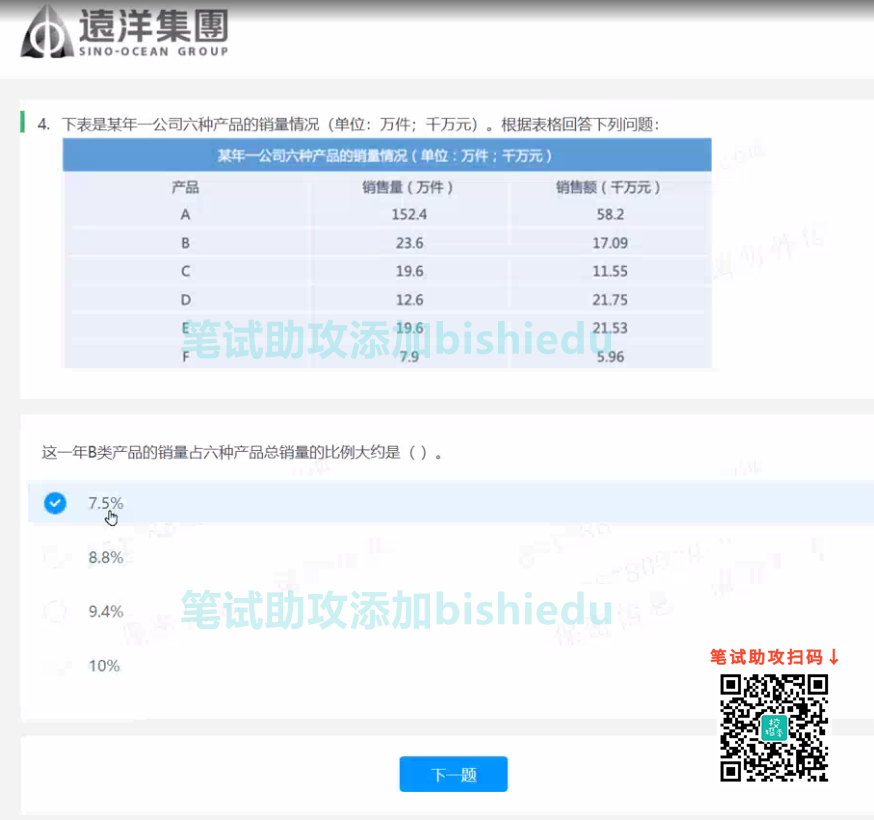 遠洋集團
SINO-OCEAN GROUP
4. 下表是某年一公司六种产品的销量情况（单位：万件；千万元）。根据表格回答下列问题：
某年一公司六种产品的销量情况（单位：万件；千万元）
产品 销售量（万件） 销售额（千万元）
A 152.4 58.2
B 23.6 17.09
C 19.6 11.55
D 12.6 21.75
E 19.6 21.53
笔试助攻添加bishiedu
F 7.9 5.96
这一年B类产品的销量占六种产品总销量的比例大约是（ ）。
7.5%
8.8%
9.4%
笔试助攻添加bishiedu
保密信息
10%
笔试助攻扫码↓
下一题